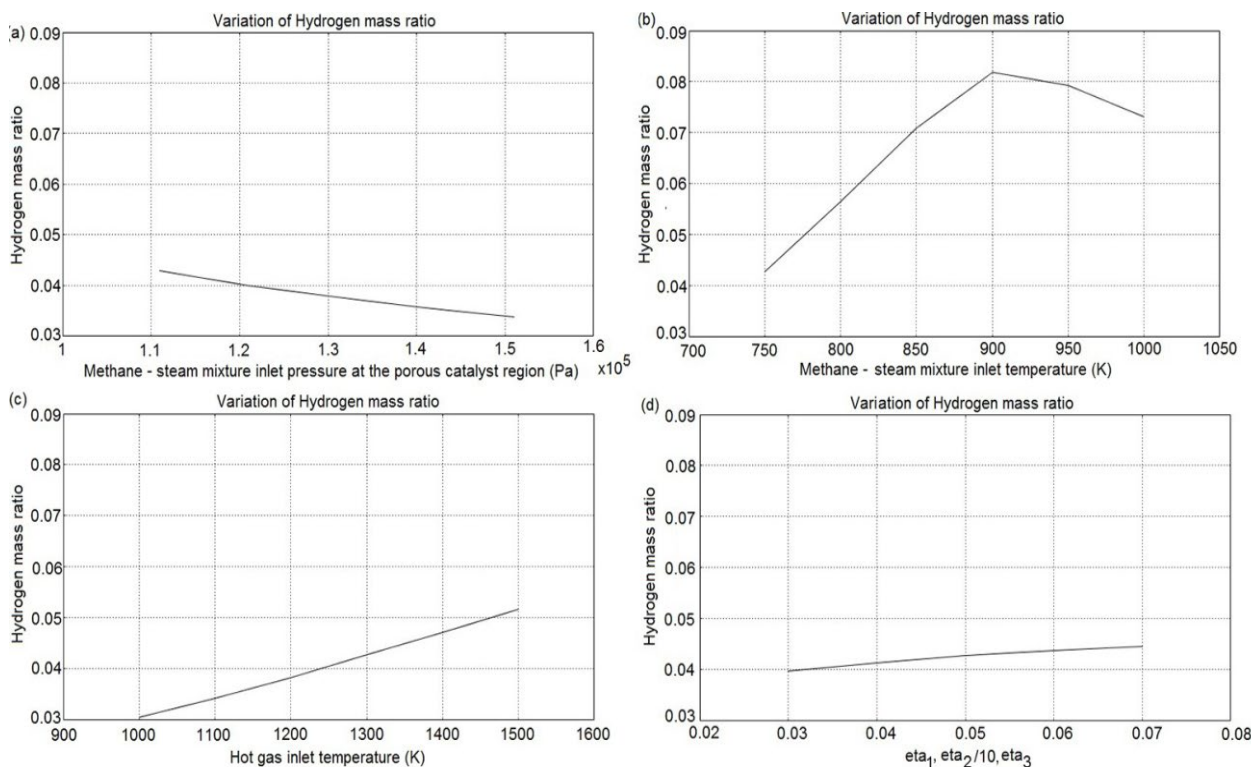 (a)
Variation of Hydrogen mass ratio
Hydrogen mass ratio
0.09
0.08
0.07
0.06
0.05
0.04
0.03
1 1.1 1.2 1.3 1.4 1.5 1.6
Methane - steam mixture inlet pressure at the porous catalyst region (Pa) ×10⁵
(b)
Variation of Hydrogen mass ratio
Hydrogen mass ratio
0.09
0.08
0.07
0.06
0.05
0.04
0.03
700 750 800 850 900 950 1000 1050
Methane - steam mixture inlet temperature (K)
(c)
Variation of Hydrogen mass ratio
Hydrogen mass ratio
0.09
0.08
0.07
0.06
0.05
0.04
0.03
900 1000 1100 1200 1300 1400 1500 1600
Hot gas inlet temperature (K)
(d)
Variation of Hydrogen mass ratio
Hydrogen mass ratio
0.09
0.08
0.07
0.06
0.05
0.04
0.03
0.02 0.03 0.04 0.05 0.06 0.07 0.08
eta₁, eta₂/10, eta₃